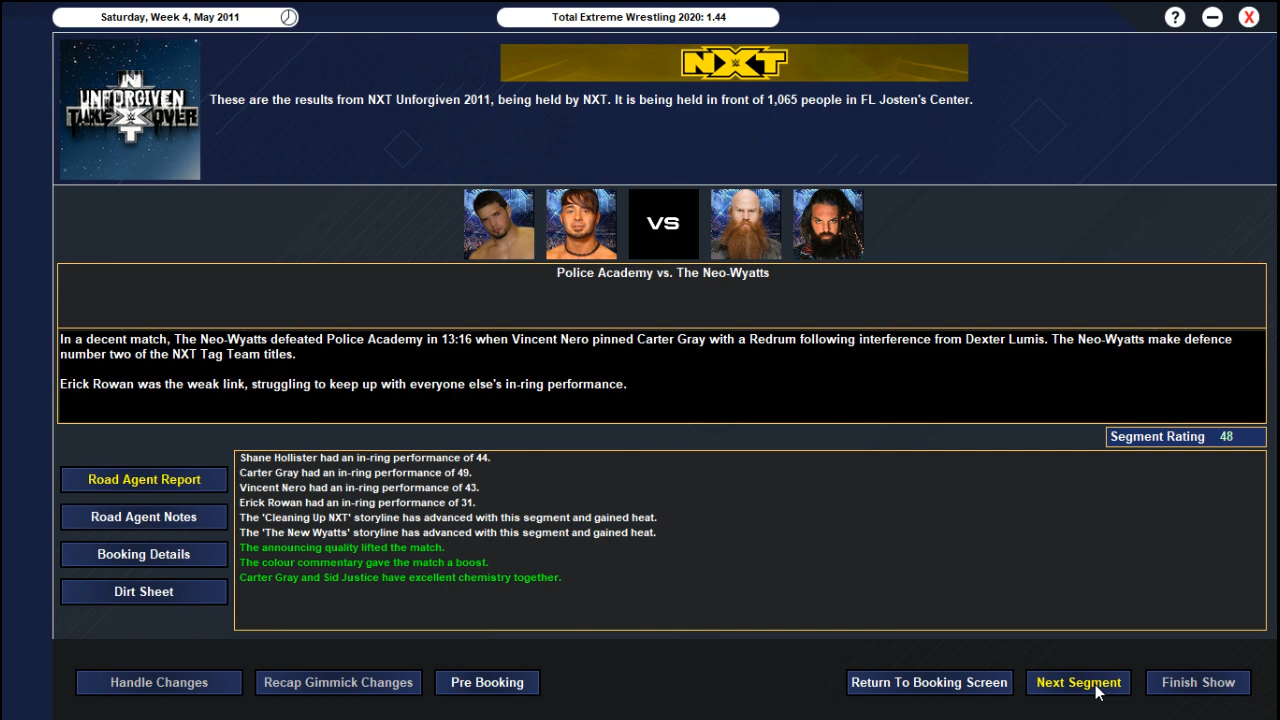 Saturday, Week 4, May 2011
Total Extreme Wrestling 2020: 1.44
?
X
UNFORGIVEN
TAKEOVER
NXT
These are the results from NXT Unforgiven 2011, being held by NXT. It is being held in front of 1,065 people in FL Josten's Center.
VS
Police Academy vs. The Neo-Wyatts
In a decent match, The Neo-Wyatts defeated Police Academy in 13:16 when Vincent Nero pinned Carter Gray with a Redrum following interference from Dexter Lumis. The Neo-Wyatts make defence
number two of the NXT Tag Team titles.
Erick Rowan was the weak link, struggling to keep up with everyone else's in-ring performance.
Segment Rating 48
Road Agent Report
Road Agent Notes
Booking Details
Dirt Sheet
Shane Hollister had an in-ring performance of 44.
Carter Gray had an in-ring performance of 49.
Vincent Nero had an in-ring performance of 43.
Erick Rowan had an in-ring performance of 31.
The 'Cleaning Up NXT' storyline has advanced with this segment and gained heat.
The 'The New Wyatts' storyline has advanced with this segment and gained heat.
The announcing quality lifted the match.
The colour commentary gave the match a boost.
Carter Gray and Sid Justice have excellent chemistry together.
Handle Changes
Recap Gimmick Changes
Pre Booking
Return To Booking Screen
Next Segment
Finish Show